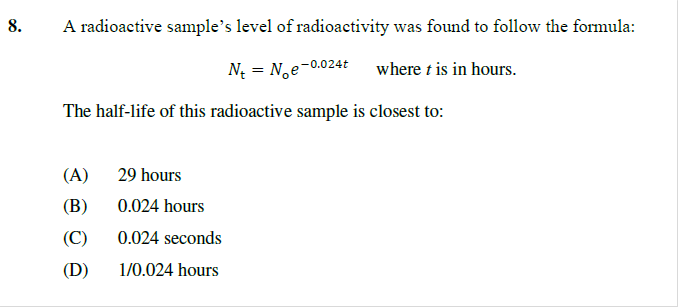 8. A radioactive sample's level of radioactivity was found to follow the formula:
Nₜ = Nₒe⁻⁰·⁰²⁴ᵗ where t is in hours.
The half-life of this radioactive sample is closest to:
(A) 29 hours
(B) 0.024 hours
(C) 0.024 seconds
(D) 1/0.024 hours